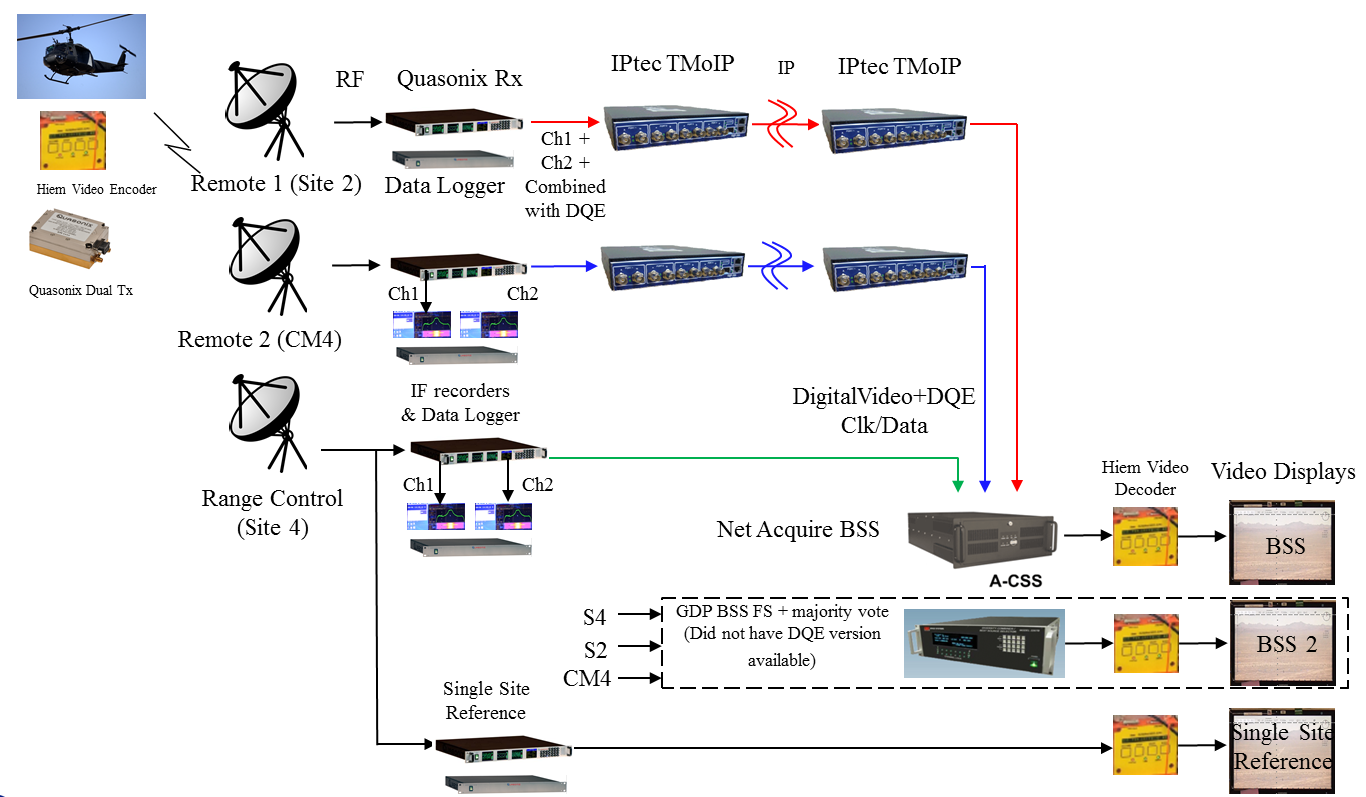 RF
Quasonix Rx
IPtec TMoIP
IP
IPtec TMoIP
Hiem Video Encoder
Remote 1 (Site 2)
Data Logger
Ch1 +
Ch2 +
Combined
with DQE
QUASONIX
Quasonix Dual Tx
Remote 2 (CM4)
Ch1
Ch2
IF recorders
& Data Logger
DigitalVideo+DQE
Clk/Data
Range Control
(Site 4)
Ch1
Ch2
Net Acquire BSS
A-CSS
Hiem Video
Decoder
Video Displays
BSS
S4
S2
CM4
GDP BSS FS + majority vote
(Did not have DQE version
available)
BSS 2
Single Site
Reference
Single Site
Reference